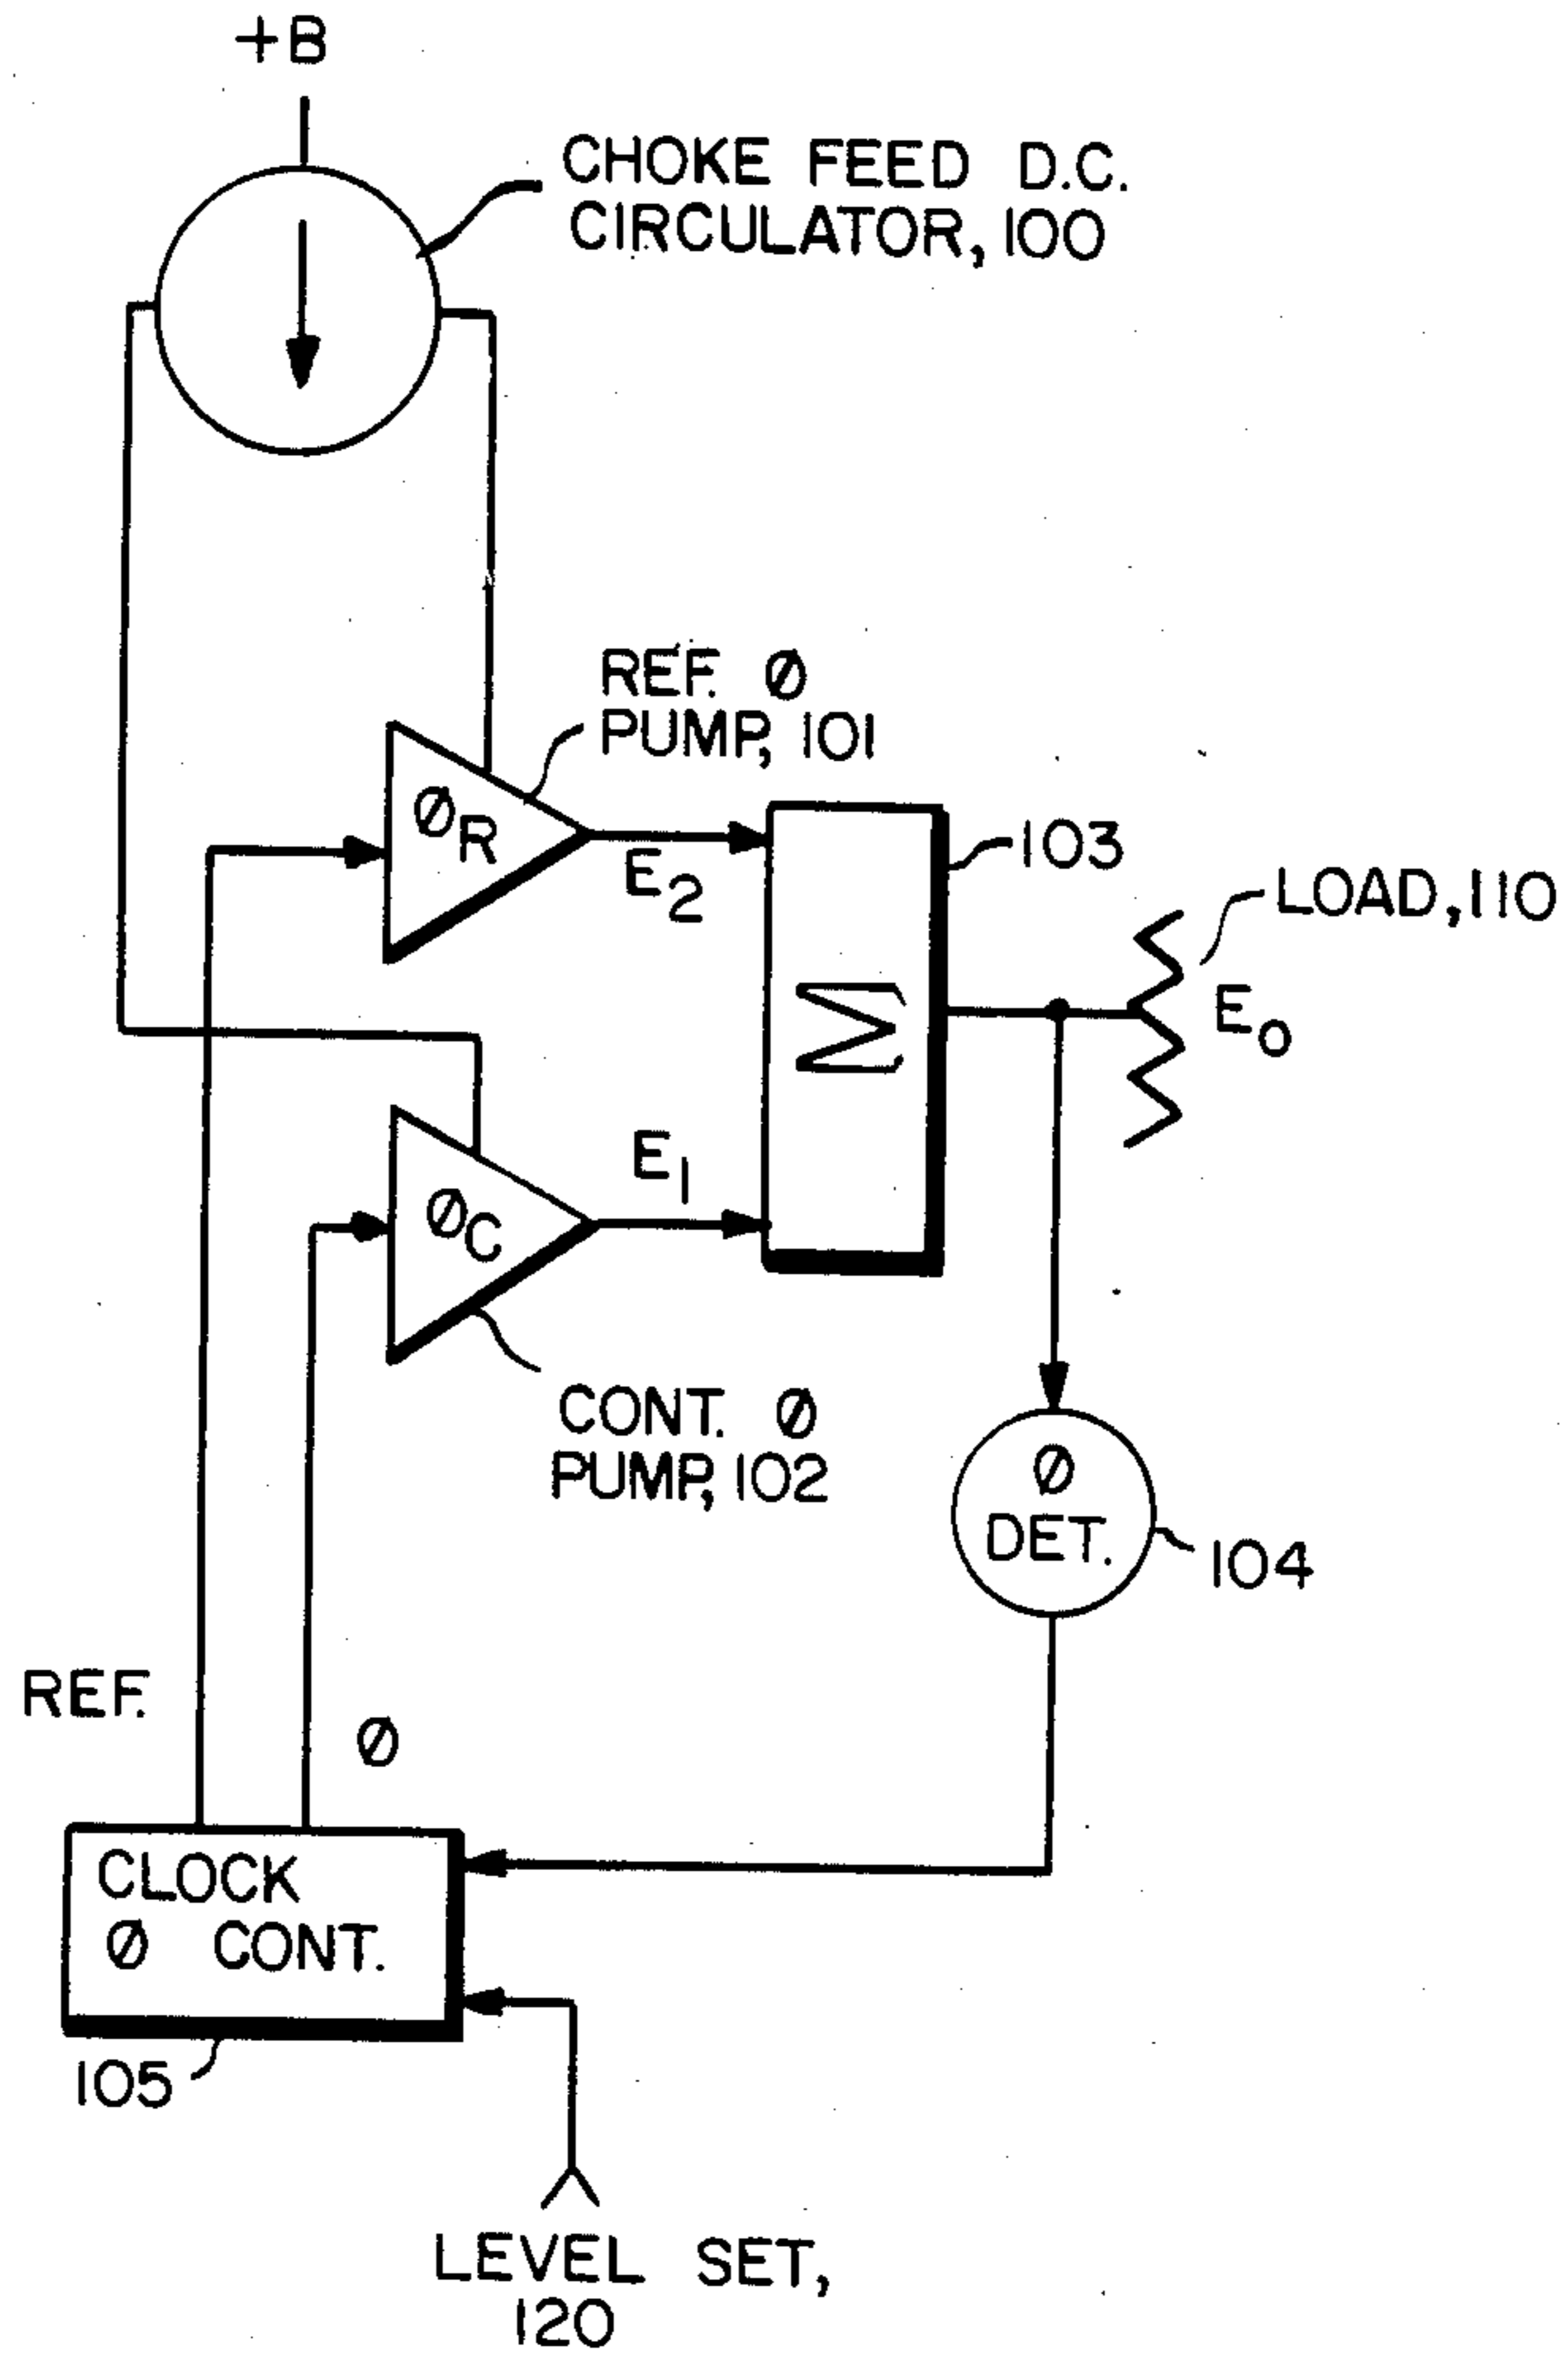 +B
CHOKE FEED D.C.
CIRCULATOR, 100
REF. Ø
PUMP, 101
ØR
E2
103
LOAD, 110
Σ
EO
E1
ØC
CONT. Ø
PUMP, 102
Ø
DET.
104
REF.
Ø
CLOCK
Ø CONT.
105
LEVEL SET,
120